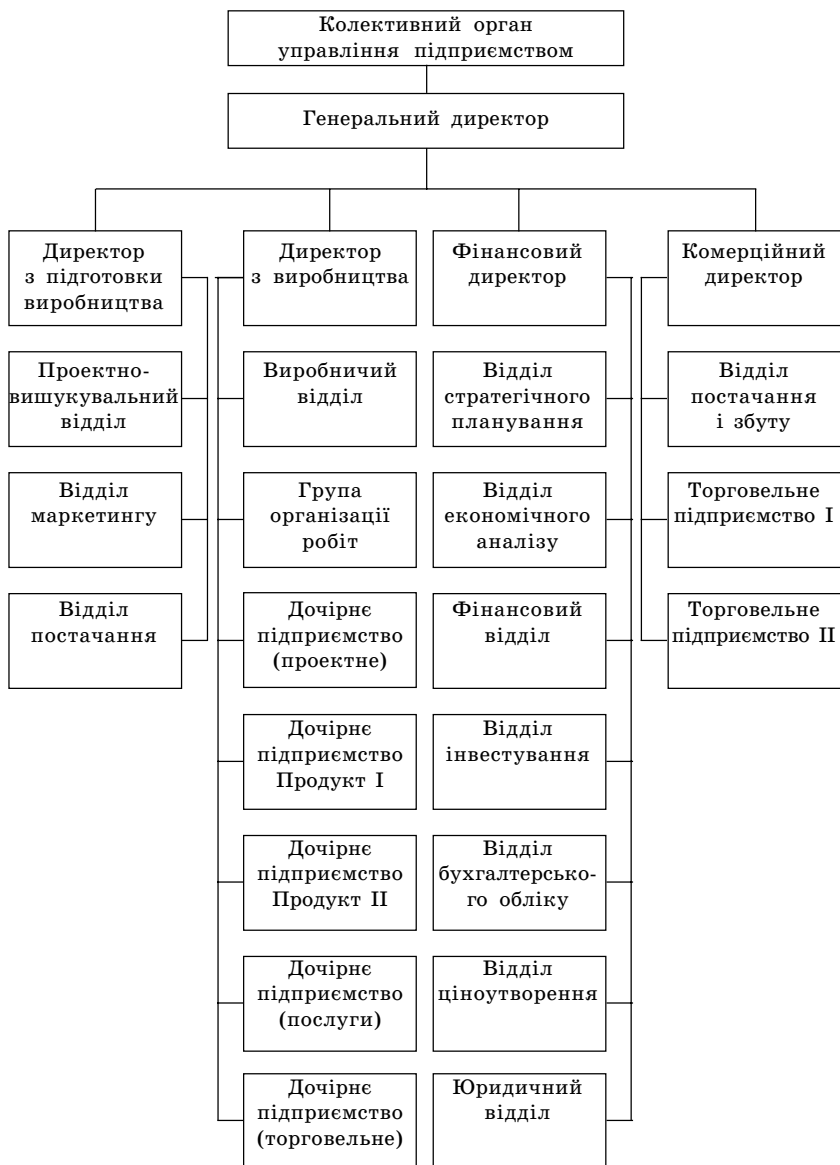 Колективний орган
управління підприємством
Генеральний директор
Директор
з підготовки
виробництва
Директор
з виробництва
Фінансовий
директор
Комерційний
директор
Проектно-
вишукувальний
відділ
Виробничий
відділ
Відділ
стратегічного
планування
Відділ
постачання
і збуту
Відділ
маркетингу
Група
організації
робіт
Відділ
економічного
аналізу
Торговельне
підприємство I
Відділ
постачання
Дочірнє
підприємство
(проектне)
Фінансовий
відділ
Торговельне
підприємство II
Дочірнє
підприємство
Продукт I
Відділ
інвестування
Дочірнє
підприємство
Продукт II
Відділ
бухгалтерсько-
го обліку
Дочірнє
підприємство
(послуги)
Відділ
ціноутворення
Дочірнє
підприємство
(торговельне)
Юридичний
відділ